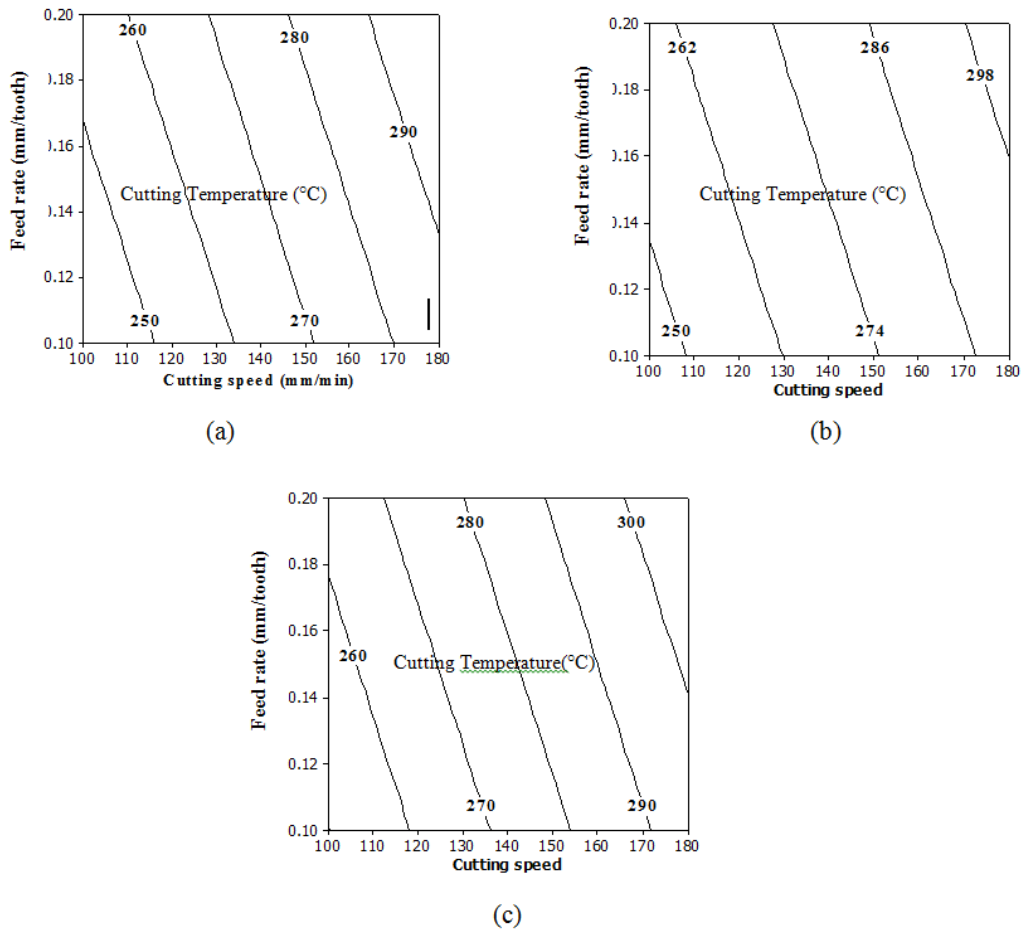 0.20
260
280
0.18
290
0.16
Feed rate (mm/tooth)
Cutting Temperature (°C)
0.14
0.12
250
270
0.10
100 110 120 130 140 150 160 170 180
Cutting speed (mm/min)
(a)
0.20
262
286
298
0.18
0.16
Feed rate (mm/tooth)
Cutting Temperature (°C)
0.14
0.12
250
274
0.10
100 110 120 130 140 150 160 170 180
Cutting speed
(b)
0.20
280
300
0.18
0.16
260
Feed rate (mm/tooth)
Cutting Temperature(°C)
0.14
0.12
270
290
0.10
100 110 120 130 140 150 160 170 180
Cutting speed
(c)